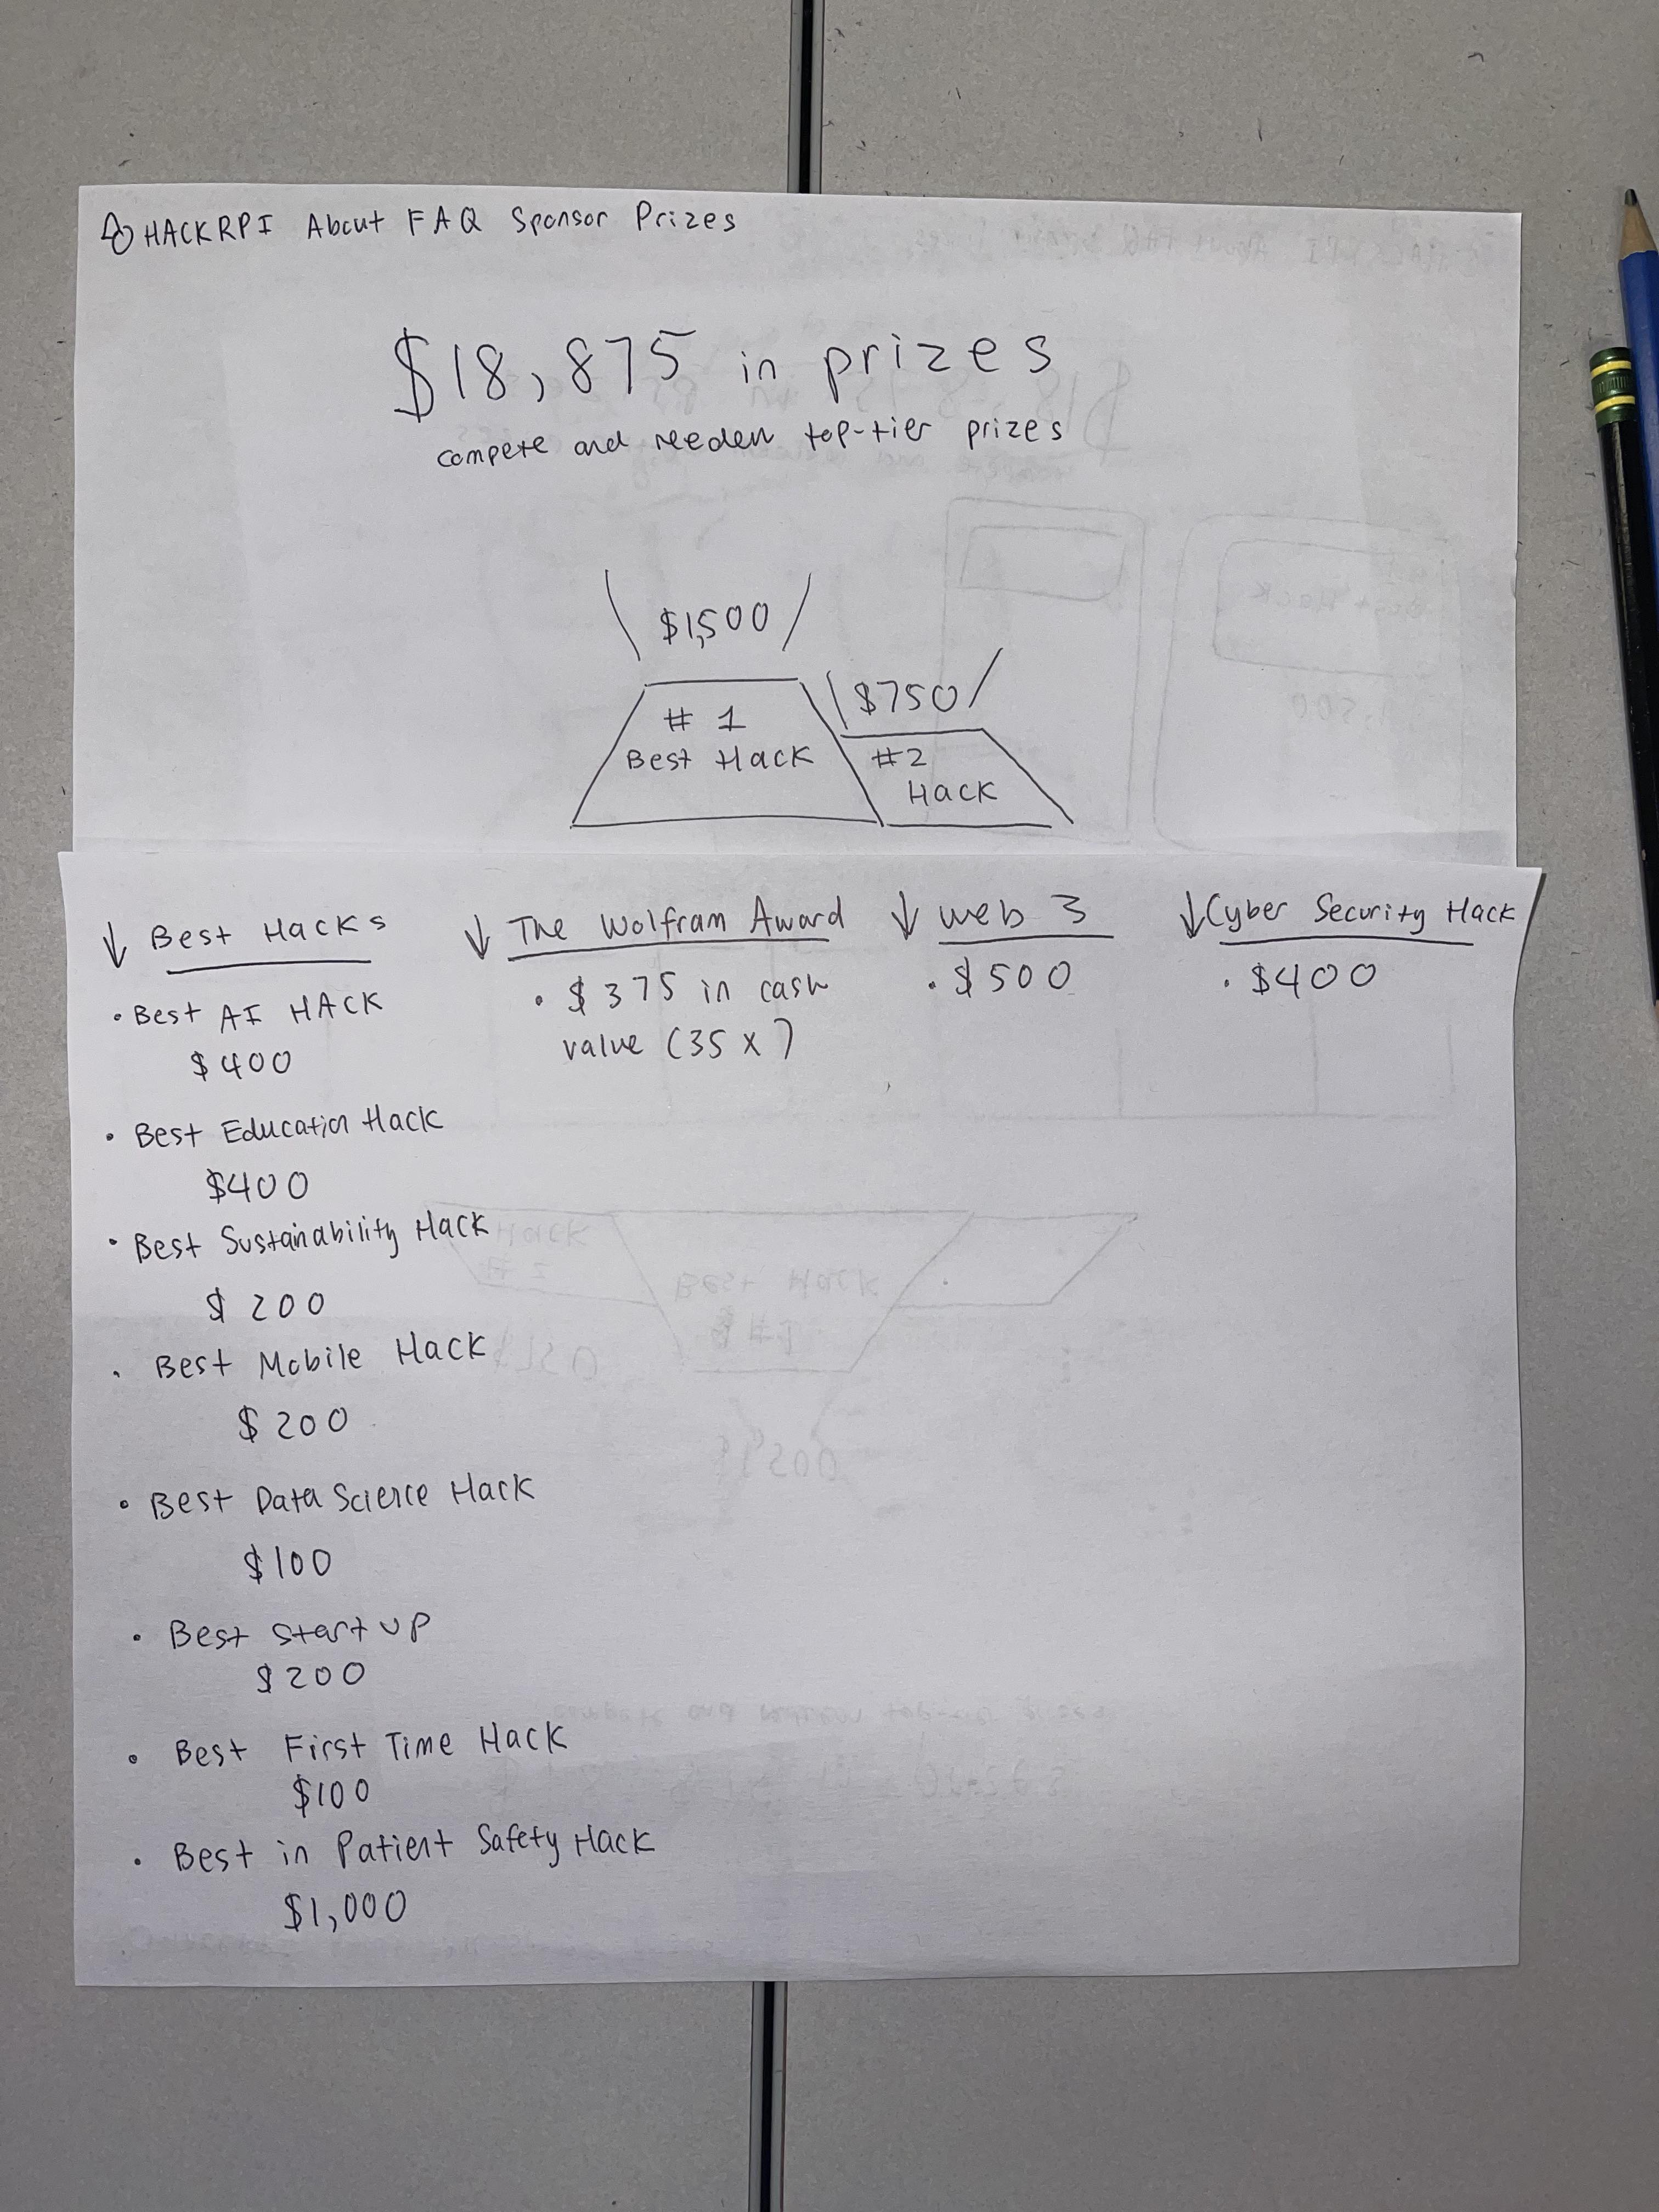 HACKRPI About FAQ Sponsor Prizes
$18,875 in prizes
compete and top-tier prizes
$1,500
$750
# 1
Best Hack
#2
Hack
Best Hacks
• Best AI HACK
$400
• Best Education Hack
$400
• Best Sustainability Hack
$200
• Best Mobile Hack
$200
• Best Data Science Hack
$100
• Best Start up
$200
• Best First Time Hack
$100
• Best in Patient Safety Hack
$1,000
The Wolfram Award
• $375 in cash
value (35 x )
web 3
• $500
Cyber Security Hack
• $400